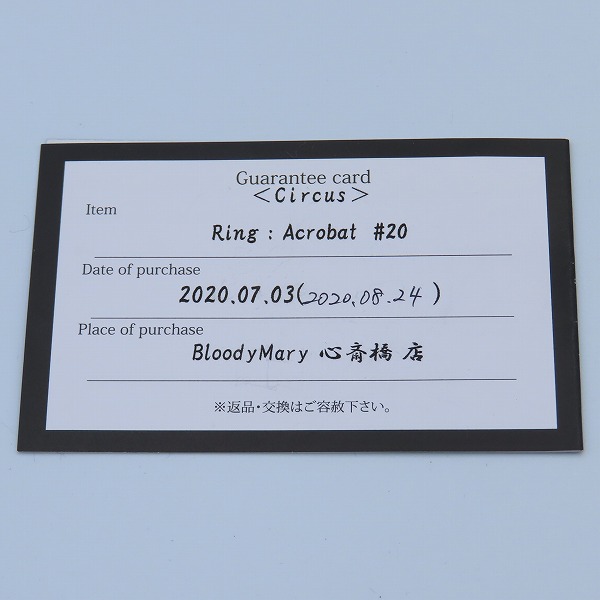 Guarantee card
<Circus>
Item
Ring : Acrobat #20
Date of purchase
2020.07.03(2020.08.24)
Place of purchase
BloodyMary 心斎橋 店
※返品・交換はご容赦下さい。